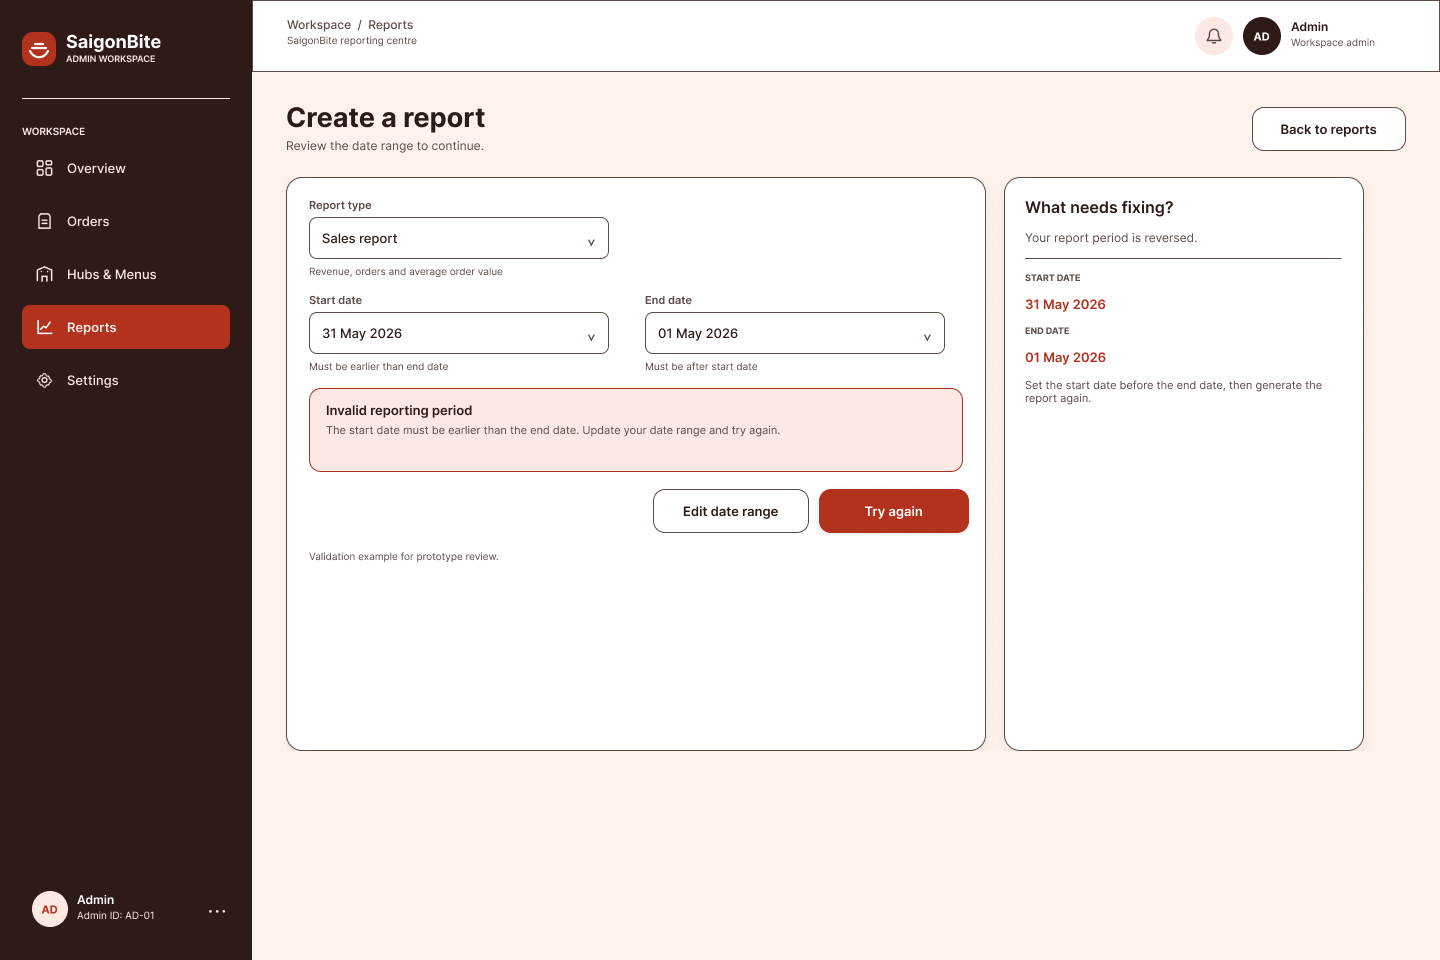 SaigonBite
ADMIN WORKSPACE
WORKSPACE
Overview
Orders
Hubs & Menus
Reports
Settings
AD
Admin
Admin ID: AD-01
...
Workspace / Reports
SaigonBite reporting centre
AD
Admin
Workspace admin
Create a report
Review the date range to continue.
Back to reports
Report type
Sales report
v
Revenue, orders and average order value
Start date
End date
31 May 2026
v
01 May 2026
v
Must be earlier than end date
Must be after start date
Invalid reporting period
The start date must be earlier than the end date. Update your date range and try again.
Edit date range
Try again
Validation example for prototype review.
What needs fixing?
Your report period is reversed.
START DATE
31 May 2026
END DATE
01 May 2026
Set the start date before the end date, then generate the
report again.